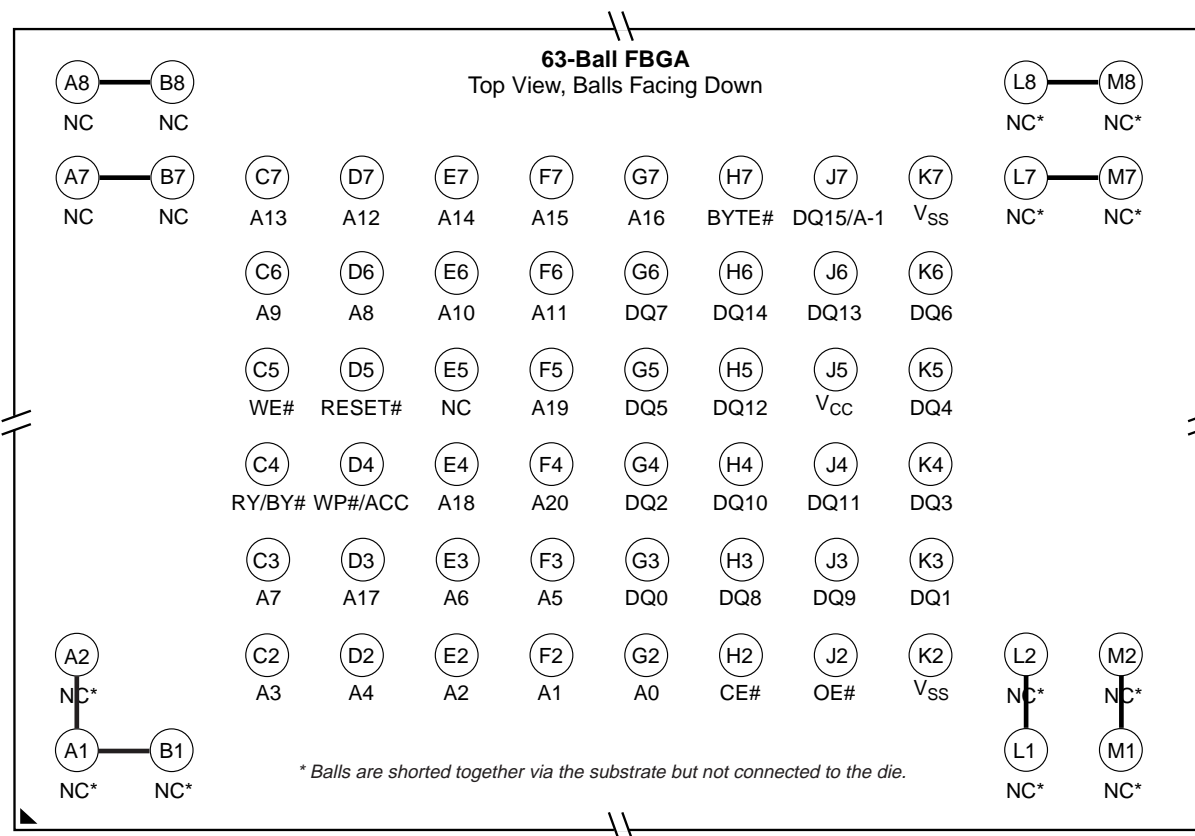 63-Ball FBGA
Top View, Balls Facing Down
A8 B8 L8 M8
NC NC NC* NC*
A7 B7 C7 D7 E7 F7 G7 H7 J7 K7 L7 M7
NC NC A13 A12 A14 A15 A16 BYTE# DQ15/A-1 VSS NC* NC*
C6 D6 E6 F6 G6 H6 J6 K6
A9 A8 A10 A11 DQ7 DQ14 DQ13 DQ6
C5 D5 E5 F5 G5 H5 J5 K5
WE# RESET# NC A19 DQ5 DQ12 VCC DQ4
C4 D4 E4 F4 G4 H4 J4 K4
RY/BY# WP#/ACC A18 A20 DQ2 DQ10 DQ11 DQ3
C3 D3 E3 F3 G3 H3 J3 K3
A7 A17 A6 A5 DQ0 DQ8 DQ9 DQ1
A2 C2 D2 E2 F2 G2 H2 J2 K2 L2 M2
NC* A3 A4 A2 A1 A0 CE# OE# VSS NC* NC*
A1 B1 L1 M1
NC* NC* NC* NC*
* Balls are shorted together via the substrate but not connected to the die.